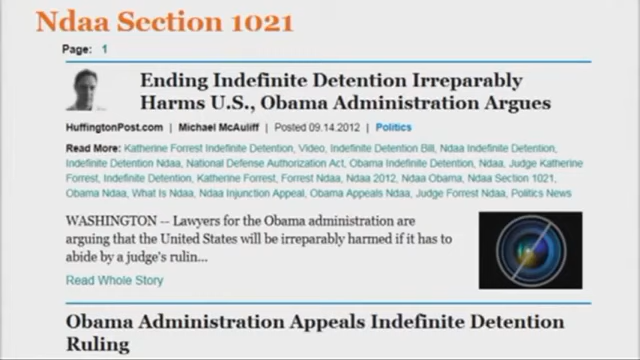 Ndaa Section 1021
Page: 1
Ending Indefinite Detention Irreparably
Harms U.S., Obama Administration Argues
HuffingtonPost.com | Michael McAuliff | Posted 09.14.2012 | Politics
Read More: Katherine Forrest Indefinite Detention, Video, Indefinite Detention Bill, Ndaa Indefinite Detention,
Indefinite Detention Ndaa, National Defense Authorization Act, Obama Indefinite Detention, Ndaa, Judge Katherine
Forrest, Indefinite Detention, Katherine Forrest, Forrest Ndaa, Ndaa 2012, Ndaa Obama, Ndaa Section 1021,
Obama Ndaa, What Is Ndaa, Ndaa Injunction Appeal, Obama Appeals Ndaa, Judge Forrest Ndaa, Politics News
WASHINGTON -- Lawyers for the Obama administration are
arguing that the United States will be irreparably harmed if it has to
abide by a judge's rulin...
Read Whole Story
Obama Administration Appeals Indefinite Detention
Ruling